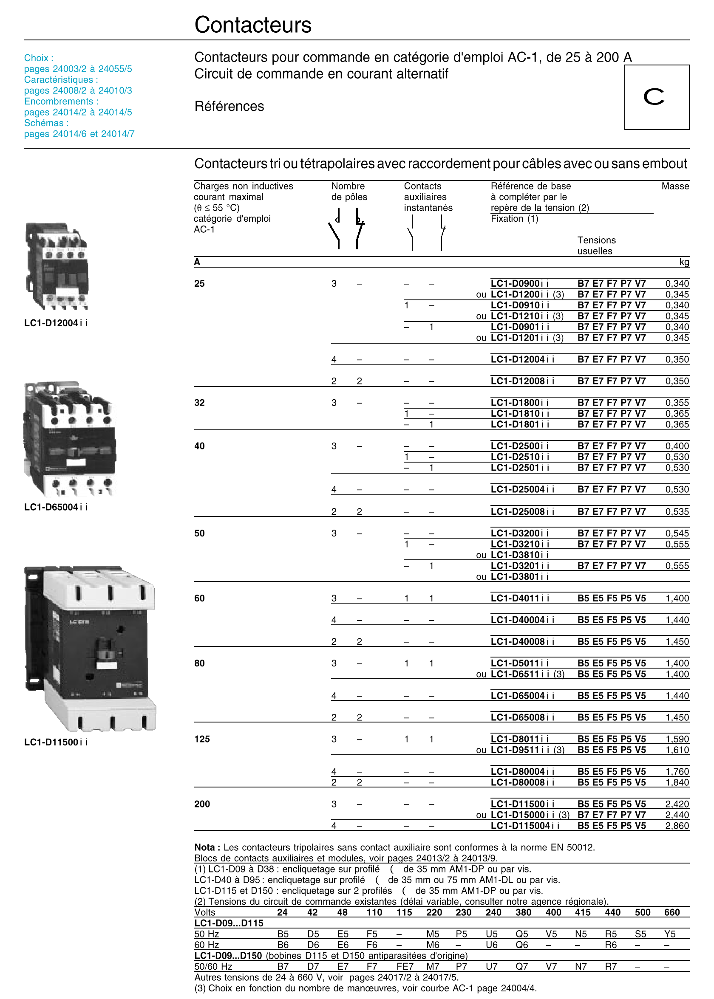 Contacteurs
Choix :
pages 24003/2 à 24055/5
Caractéristiques :
pages 24008/2 à 24010/3
Encombrements :
pages 24014/2 à 24014/5
Schémas :
pages 24014/6 et 24014/7
Contacteurs pour commande en catégorie d'emploi AC-1, de 25 à 200 A
Circuit de commande en courant alternatif
Références
C
Contacteurs tri ou tétrapolaires avec raccordement pour câbles avec ou sans embout
Charges non inductives
courant maximal
(θ ≤ 55 °C)
catégorie d'emploi
AC-1
Nombre
de pôles
Contacts
auxiliaires
instantanés
Référence de base
à compléter par le
repère de la tension (2)
Fixation (1)
Tensions
usuelles
Masse
A kg
25 3 – – – LC1-D0900i i B7 E7 F7 P7 V7 0,340
ou LC1-D1200i i (3) B7 E7 F7 P7 V7 0,345
1 – LC1-D0910i i B7 E7 F7 P7 V7 0,340
ou LC1-D1210i i (3) B7 E7 F7 P7 V7 0,345
– 1 LC1-D0901i i B7 E7 F7 P7 V7 0,340
ou LC1-D1201i i (3) B7 E7 F7 P7 V7 0,345
4 – – – LC1-D12004i i B7 E7 F7 P7 V7 0,350
2 2 – – LC1-D12008i i B7 E7 F7 P7 V7 0,350
32 3 – – – LC1-D1800i i B7 E7 F7 P7 V7 0,355
1 – LC1-D1810i i B7 E7 F7 P7 V7 0,365
– 1 LC1-D1801i i B7 E7 F7 P7 V7 0,365
40 3 – – – LC1-D2500i i B7 E7 F7 P7 V7 0,400
1 – LC1-D2510i i B7 E7 F7 P7 V7 0,530
– 1 LC1-D2501i i B7 E7 F7 P7 V7 0,530
4 – – – LC1-D25004i i B7 E7 F7 P7 V7 0,530
2 2 – – LC1-D25008i i B7 E7 F7 P7 V7 0,535
50 3 – – – LC1-D3200i i B7 E7 F7 P7 V7 0,545
1 – LC1-D3210i i B7 E7 F7 P7 V7 0,555
ou LC1-D3810i i
– 1 LC1-D3201i i B7 E7 F7 P7 V7 0,555
ou LC1-D3801i i
60 3 – 1 1 LC1-D4011i i B5 E5 F5 P5 V5 1,400
4 – – – LC1-D40004i i B5 E5 F5 P5 V5 1,440
2 2 – – LC1-D40008i i B5 E5 F5 P5 V5 1,450
80 3 – 1 1 LC1-D5011i i B5 E5 F5 P5 V5 1,400
ou LC1-D6511i i (3) B5 E5 F5 P5 V5 1,400
4 – – – LC1-D65004i i B5 E5 F5 P5 V5 1,440
2 2 – – LC1-D65008i i B5 E5 F5 P5 V5 1,450
125 3 – 1 1 LC1-D8011i i B5 E5 F5 P5 V5 1,590
ou LC1-D9511i i (3) B5 E5 F5 P5 V5 1,610
4 – – – LC1-D80004i i B5 E5 F5 P5 V5 1,760
2 2 – – LC1-D80008i i B5 E5 F5 P5 V5 1,840
200 3 – – – LC1-D11500i i B5 E5 F5 P5 V5 2,420
ou LC1-D15000i i (3) B7 E7 F7 P7 V7 2,440
4 – – – LC1-D115004i i B5 E5 F5 P5 V5 2,860
LC1-D12004i i
LC1-D65004i i
LC1-D11500i i
Nota : Les contacteurs tripolaires sans contact auxiliaire sont conformes à la norme EN 50012.
Blocs de contacts auxiliaires et modules, voir pages 24013/2 à 24013/9.
(1) LC1-D09 à D38 : encliquetage sur profilé ( de 35 mm AM1-DP ou par vis.
LC1-D40 à D95 : encliquetage sur profilé ( de 35 mm ou 75 mm AM1-DL ou par vis.
LC1-D115 et D150 : encliquetage sur 2 profilés ( de 35 mm AM1-DP ou par vis.
(2) Tensions du circuit de commande existantes (délai variable, consulter notre agence régionale).
Volts 24 42 48 110 115 220 230 240 380 400 415 440 500 660
LC1-D09...D115
50 Hz B5 D5 E5 F5 – M5 P5 U5 Q5 V5 N5 R5 S5 Y5
60 Hz B6 D6 E6 F6 – M6 – U6 Q6 – – R6 – –
LC1-D09...D150 (bobines D115 et D150 antiparasitées d'origine)
50/60 Hz B7 D7 E7 F7 FE7 M7 P7 U7 Q7 V7 N7 R7 – –
Autres tensions de 24 à 660 V, voir pages 24017/2 à 24017/5.
(3) Choix en fonction du nombre de manœuvres, voir courbe AC-1 page 24004/4.